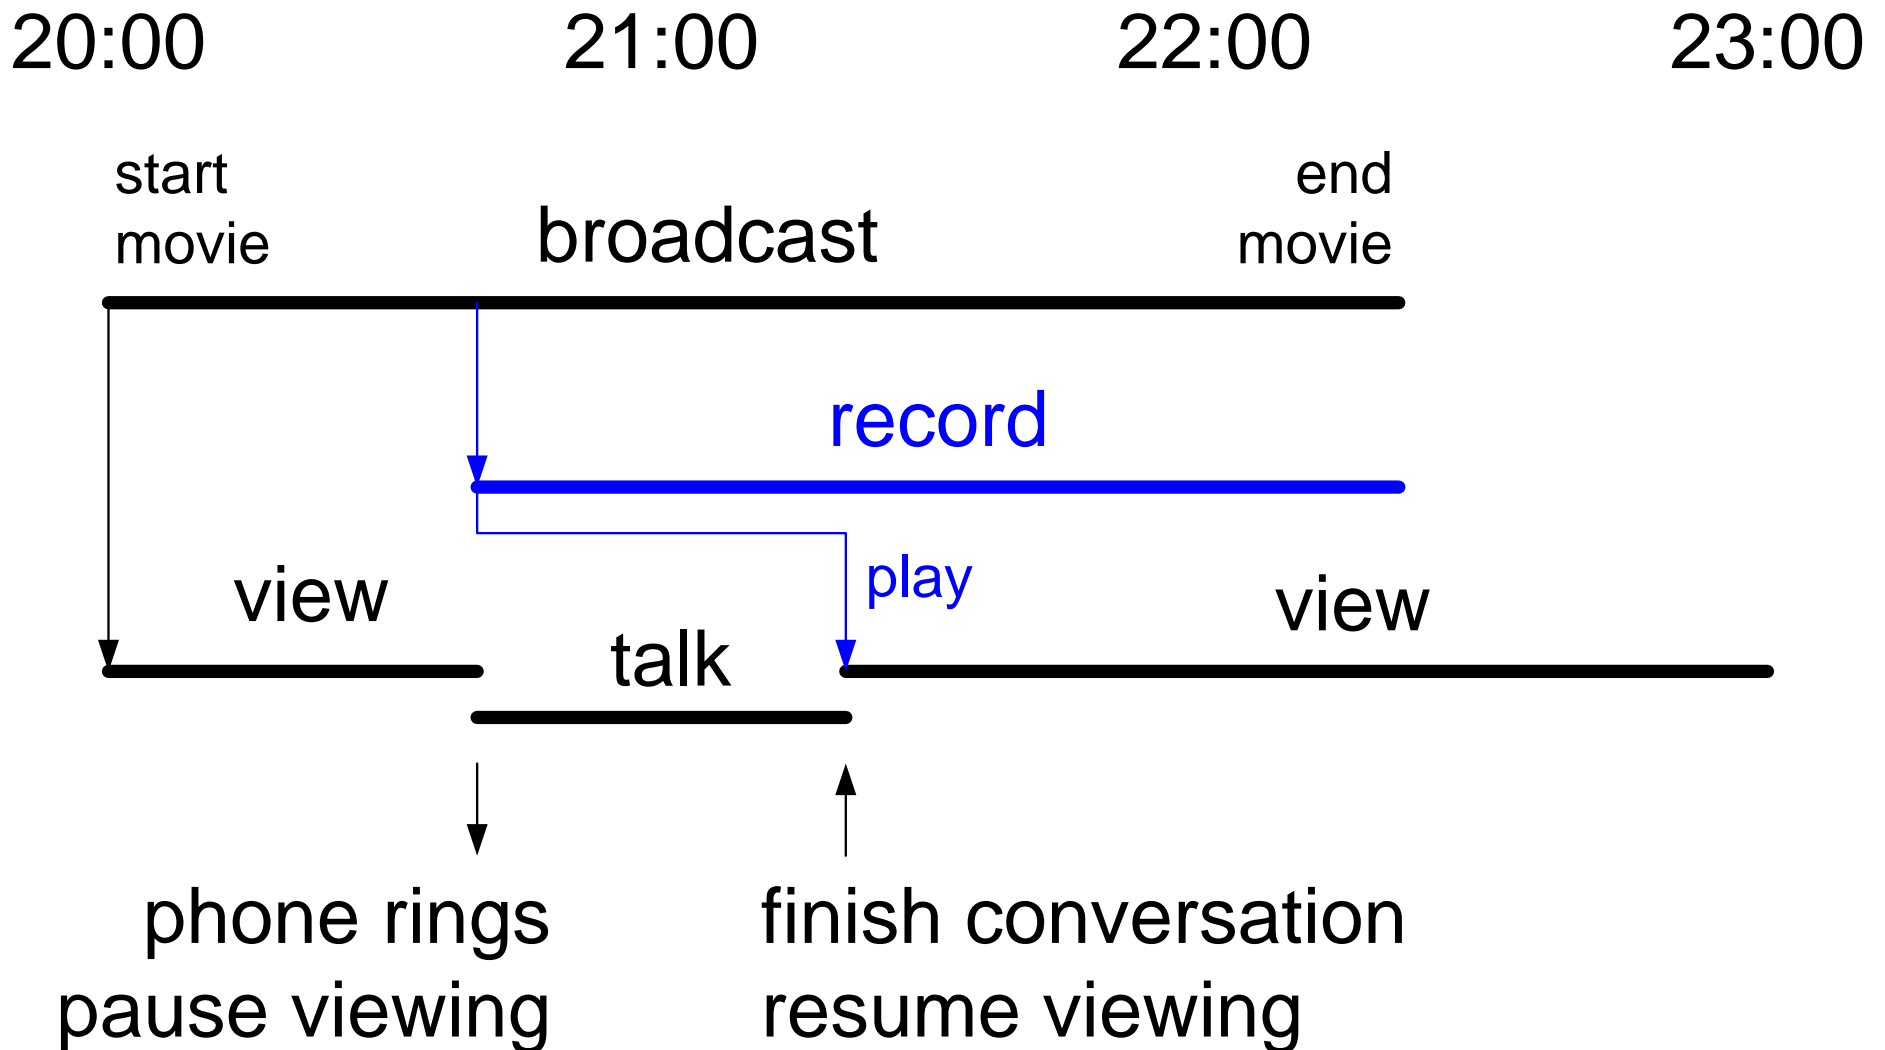 20:00 21:00 22:00 23:00
start
movie
end
movie
broadcast
record
play
view
talk
view
phone rings
pause viewing
finish conversation
resume viewing